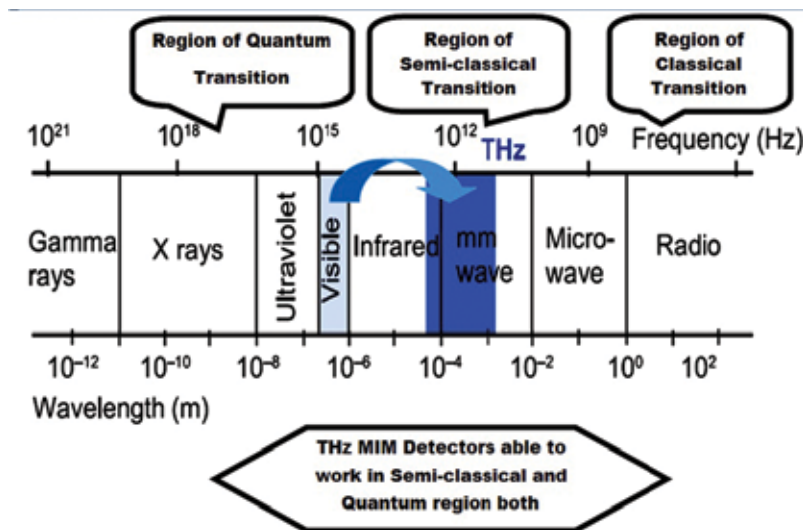 Region of Quantum
Transition
Region of
Semi-classical
Transition
Region of
Classical
Transition
10²¹ 10¹⁸ 10¹⁵ 10¹² 10⁹ Frequency (Hz)
THz
Gamma
rays
X rays
Ultraviolet
Visible
Infrared
mm
wave
Micro-
wave
Radio
10⁻¹² 10⁻¹⁰ 10⁻⁸ 10⁻⁶ 10⁻⁴ 10⁻² 10⁰ 10²
Wavelength (m)
THz MIM Detectors able to
work in Semi-classical and
Quantum region both